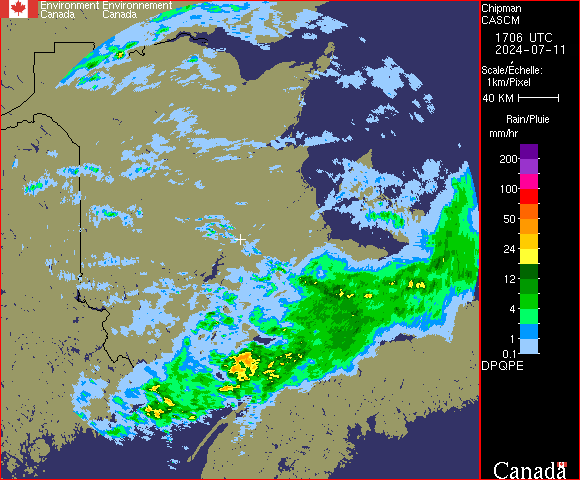 Environment Environnement
Canada Canada
Chipman
CASCM
1706 UTC
2024-07-11
Scale/Échelle:
1km/Pixel
40 KM
Rain/Pluie
mm/hr
200
100
50
24
12
4
1
0.1
DPQPE
Canada